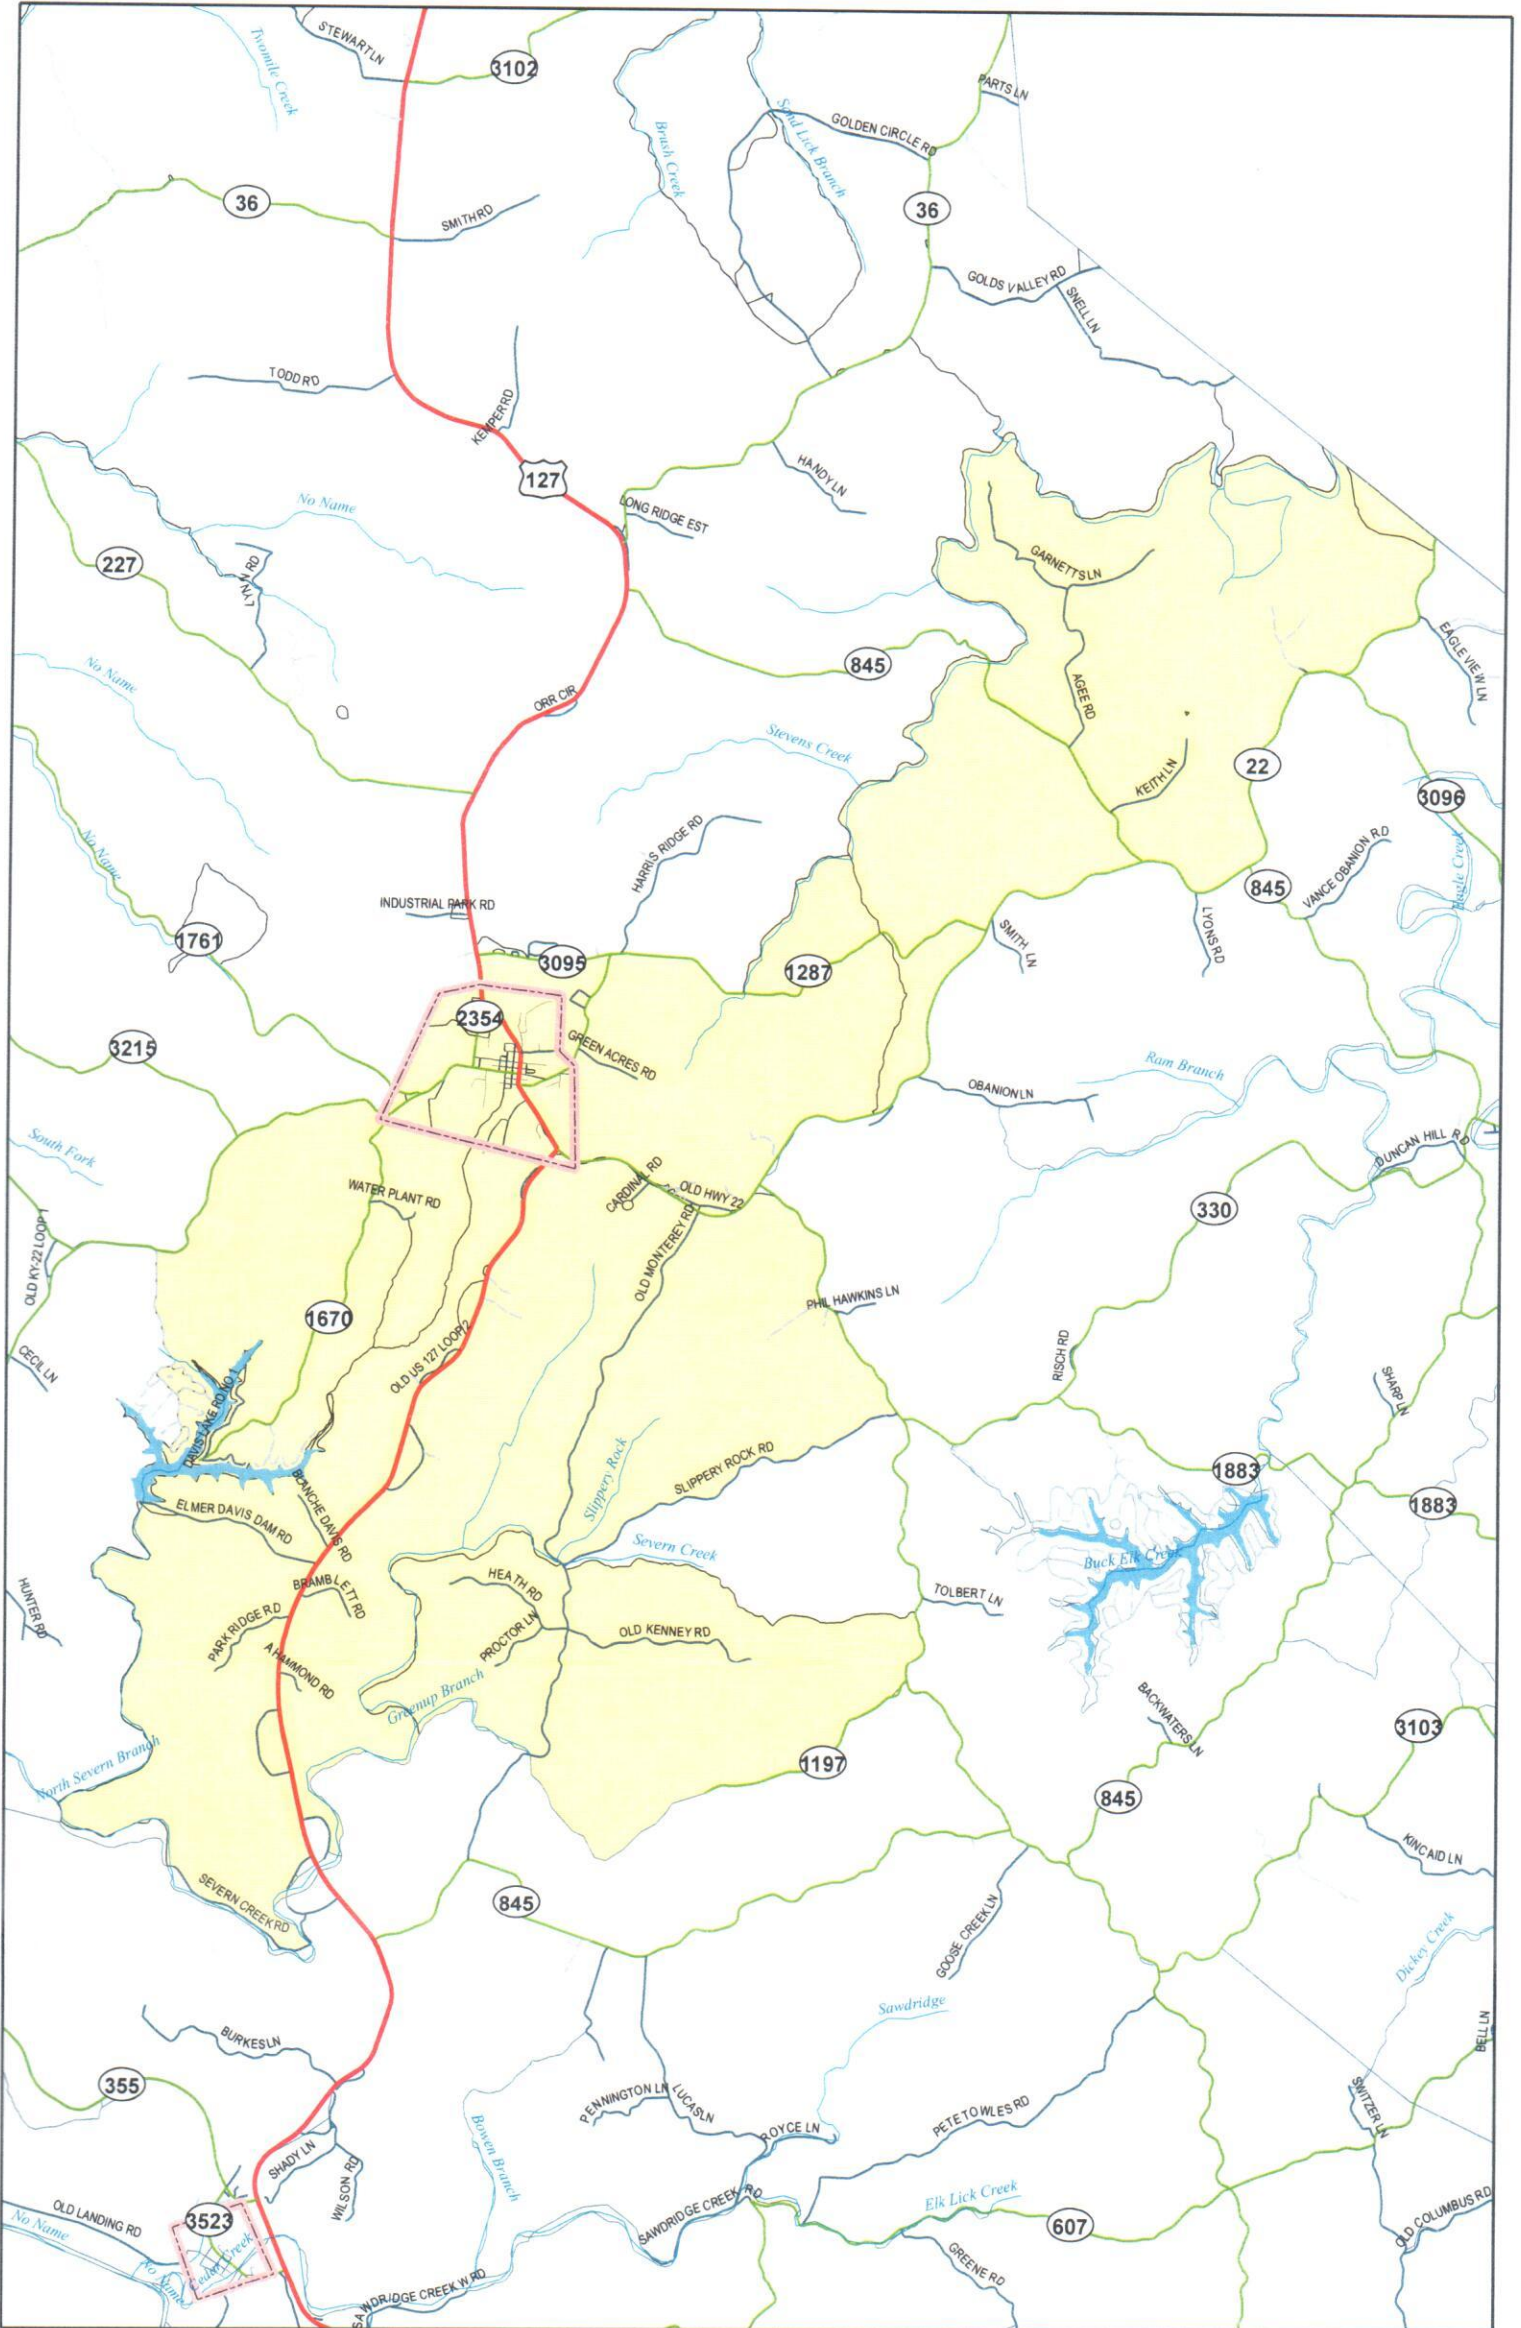 STEWART LN
3102
Twomile Creek
PARTS LN
Sand Lick Branch
GOLDEN CIRCLE RD
Brush Creek
36
SMITH RD
36
GOLDS VALLEY RD
SNELL LN
TODD RD
KEMPER RD
127
HANDY LN
No Name
LONG RIDGE EST
227
LYNN RD
GARNETTS LN
EAGLE VIEW LN
No Name
845
AGEE RD
ORR CIR
Stevens Creek
22
KEITH LN
3096
No Name
HARRIS RIDGE RD
VANCE OBANION RD
Eagle Creek
845
INDUSTRIAL PARK RD
1761
3095
1287
SMITH LN
LYONS RD
2354
3215
GREEN ACRES RD
Ram Branch
OBANION LN
South Fork
DUNCAN HILL RD
WATER PLANT RD
CARDINAL RD
OLD HWY 22
330
OLD KY-22 LOOP 1
OLD MONTEREY RD
PHIL HAWKINS LN
1670
OLD US 127 LOOP 2
RISCH RD
CECIL LN
SHARP LN
DAVIS LAKE RD NO 1
Slippery Rock
SLIPPERY ROCK RD
1883
1883
BLANCHE DAVIS RD
ELMER DAVIS DAM RD
Severn Creek
Buck Elk Creek
HUNTER RD
BRAMBLETT RD
HEATH RD
TOLBERT LN
PARK RIDGE RD
PROCTOR LN
OLD KENNEY RD
A HAMMOND RD
Greenup Branch
BACKWATERS LN
3103
North Severn Branch
1197
845
KINCAID LN
SEVERN CREEK RD
845
GOOSE CREEK LN
Dickey Creek
Sawdridge
BURKES LN
BELL LN
355
PENNINGTON LN
LUCAS LN
ROYCE LN
PETE TOWLES RD
SWITZER LN
Bowen Branch
SHADY LN
WILSON RD
OLD LANDING RD
3523
SAWDRIDGE CREEK RD
Elk Lick Creek
607
OLD COLUMBUS RD
No Name
Cedar Creek
No Name
GREENE RD
SAWDRIDGE CREEK W RD